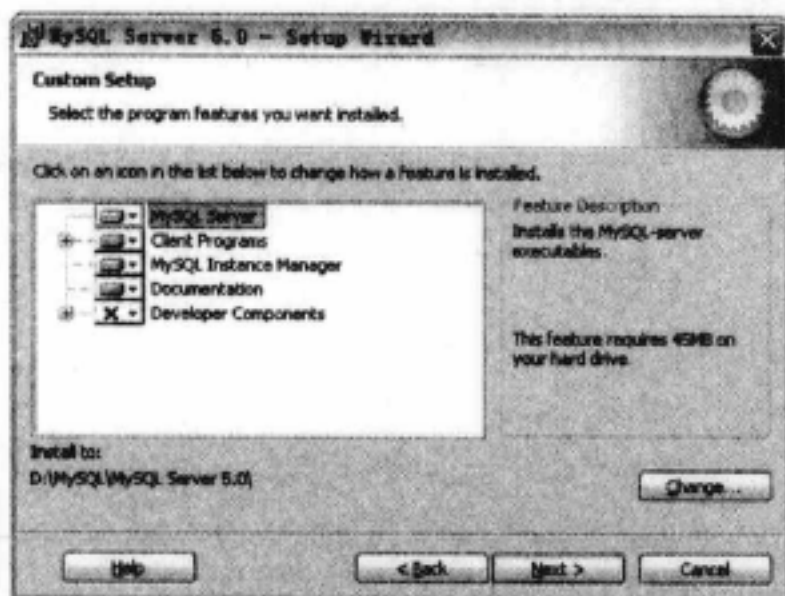 MySQL Server 5.0 - Setup Wizard
Custom Setup
Select the program features you want installed.
Click on an icon in the list below to change how a feature is installed.
MySQL Server
Client Programs
MySQL Instance Manager
Documentation
Developer Components
Feature Description
Installs the MySQL-server
executables.
This feature requires 45MB on
your hard drive.
Install to:
D:\MySQL\MySQL Server 5.0\
Change...
Help
< Back
Next >
Cancel